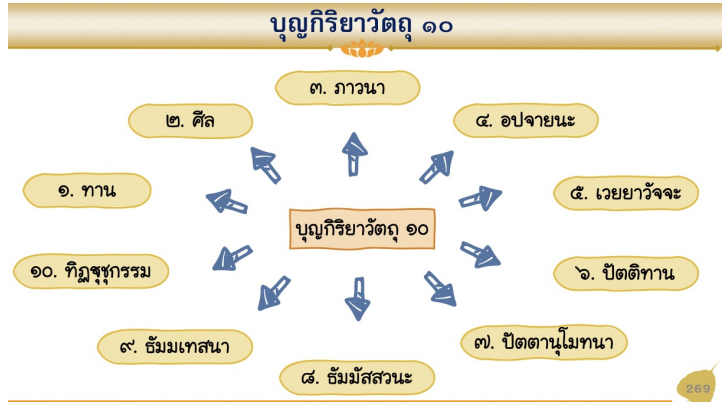 บุญกิริยาวัตถุ ๑๐
๓. ภาวนา
๒. ศีล
๔. อปจายนะ
๑. ทาน
๕. เวยยาวัจจะ
บุญกิริยาวัตถุ ๑๐
๑๐. ทิฏฐุชุกรรม
๖. ปัตติทาน
๙. ธัมมเทสนา
๗. ปัตตานุโมทนา
๘. ธัมมัสสวนะ
269